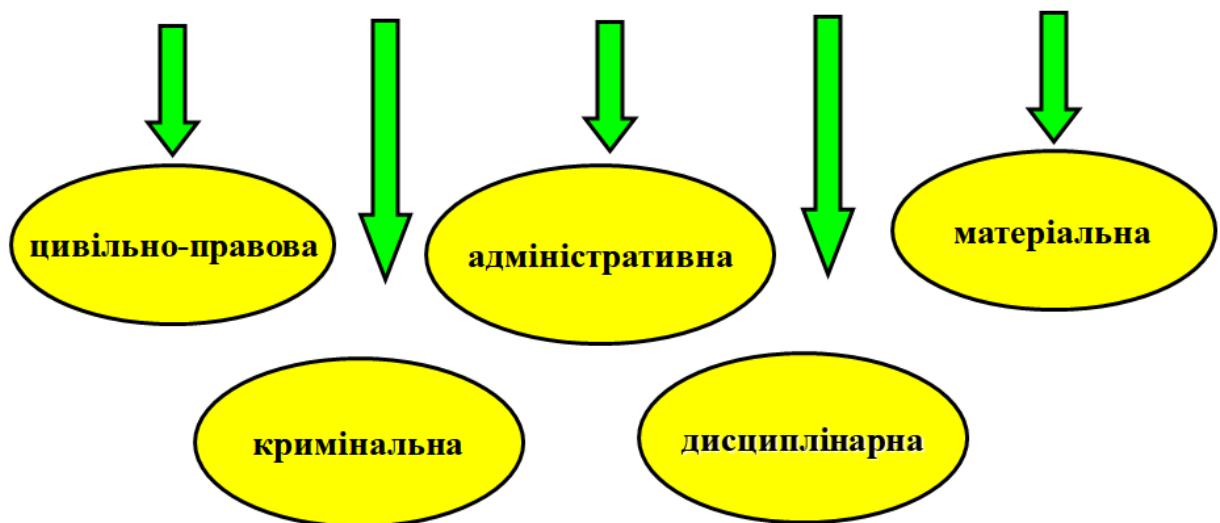 цивільно-правова
адміністративна
матеріальна
кримінальна
дисциплінарна